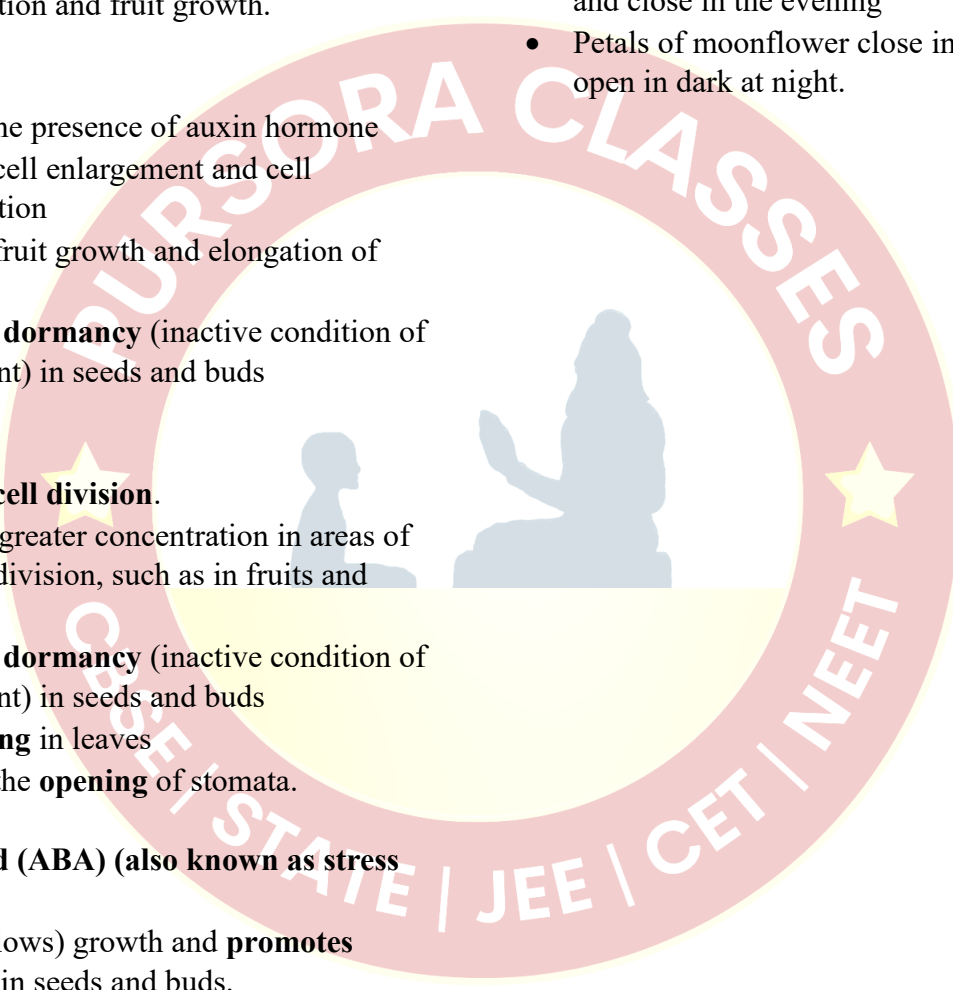 tion and fruit growth.
he presence of auxin hormone
cell enlargement and cell
tion
fruit growth and elongation of
dormancy (inactive condition of
nt) in seeds and buds
cell division.
greater concentration in areas of
division, such as in fruits and
dormancy (inactive condition of
nt) in seeds and buds
ng in leaves
the opening of stomata.
d (ABA) (also known as stress
lows) growth and promotes
in seeds and buds.
and close in the evening
• Petals of moonflower close in
open in dark at night.
PURSORA CLASSES
CBSE | STATE | JEE | CET | NEET